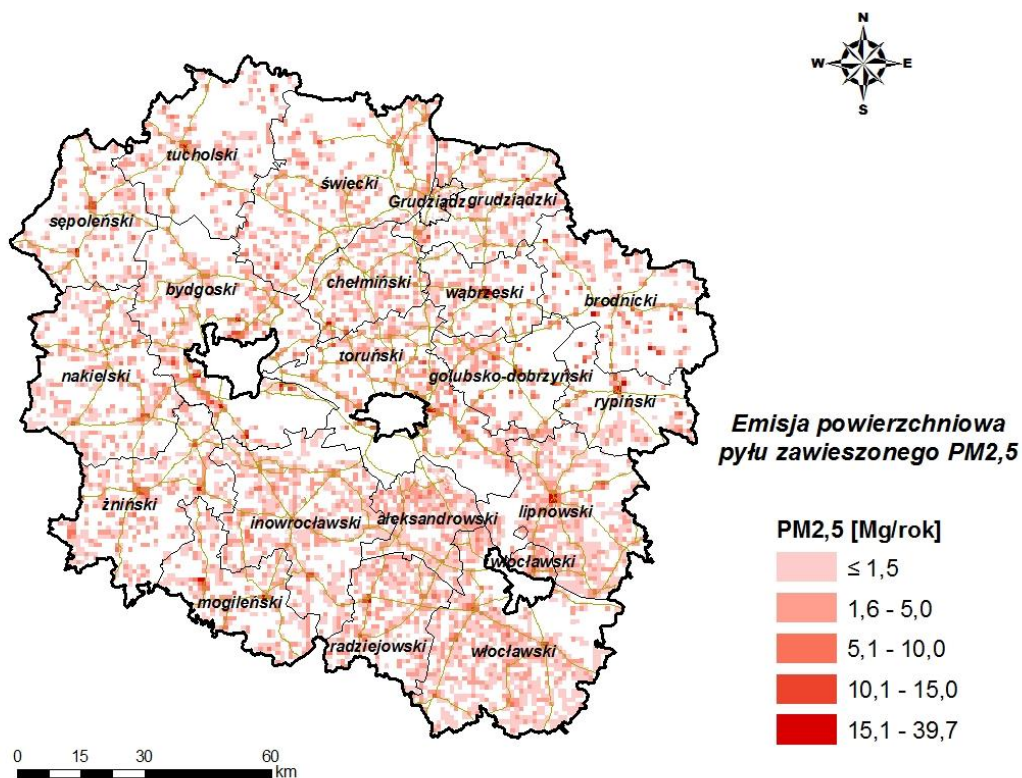 N
W E
S
tucholski
świecki
Grudziądz grudziądzki
sępoleński
chełmiński
bydgoski
wąbrzeski
brodnicki
toruński
nakielski
golubsko-dobrzyński
rypiński
Emisja powierzchniowa
pyłu zawieszonego PM2,5
żniński
inowrocławski
aleksandrowski
lipnowski
włocławski
mogileński
radziejowski
włocławski
PM2,5 [Mg/rok]
≤ 1,5
1,6 - 5,0
5,1 - 10,0
10,1 - 15,0
15,1 - 39,7
0 15 30 60
km